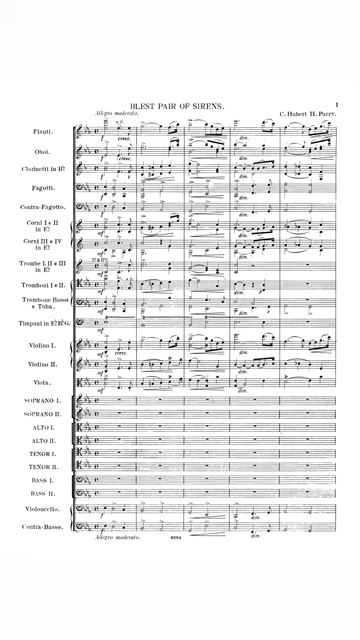 BLEST PAIR OF SIRENS.
1
Allegro moderato.
C. Hubert H. Parry.
Flauti.
Oboi.
Clarinetti in B♭
Fagotti.
Contra-Fagotto.
Corni I e II
in E♭
Corni III e IV
in E♭
Trombe I, II e III
in E♭
Tromboni I e II.
Trombone Basso
e Tuba.
Timpani in E♭ B♭ G.
Violino I.
Violino II.
Viola.
SOPRANO I.
SOPRANO II.
ALTO I.
ALTO II.
TENOR I.
TENOR II.
BASS I.
BASS II.
Violoncello.
Contra-Basso.
Allegro moderato.